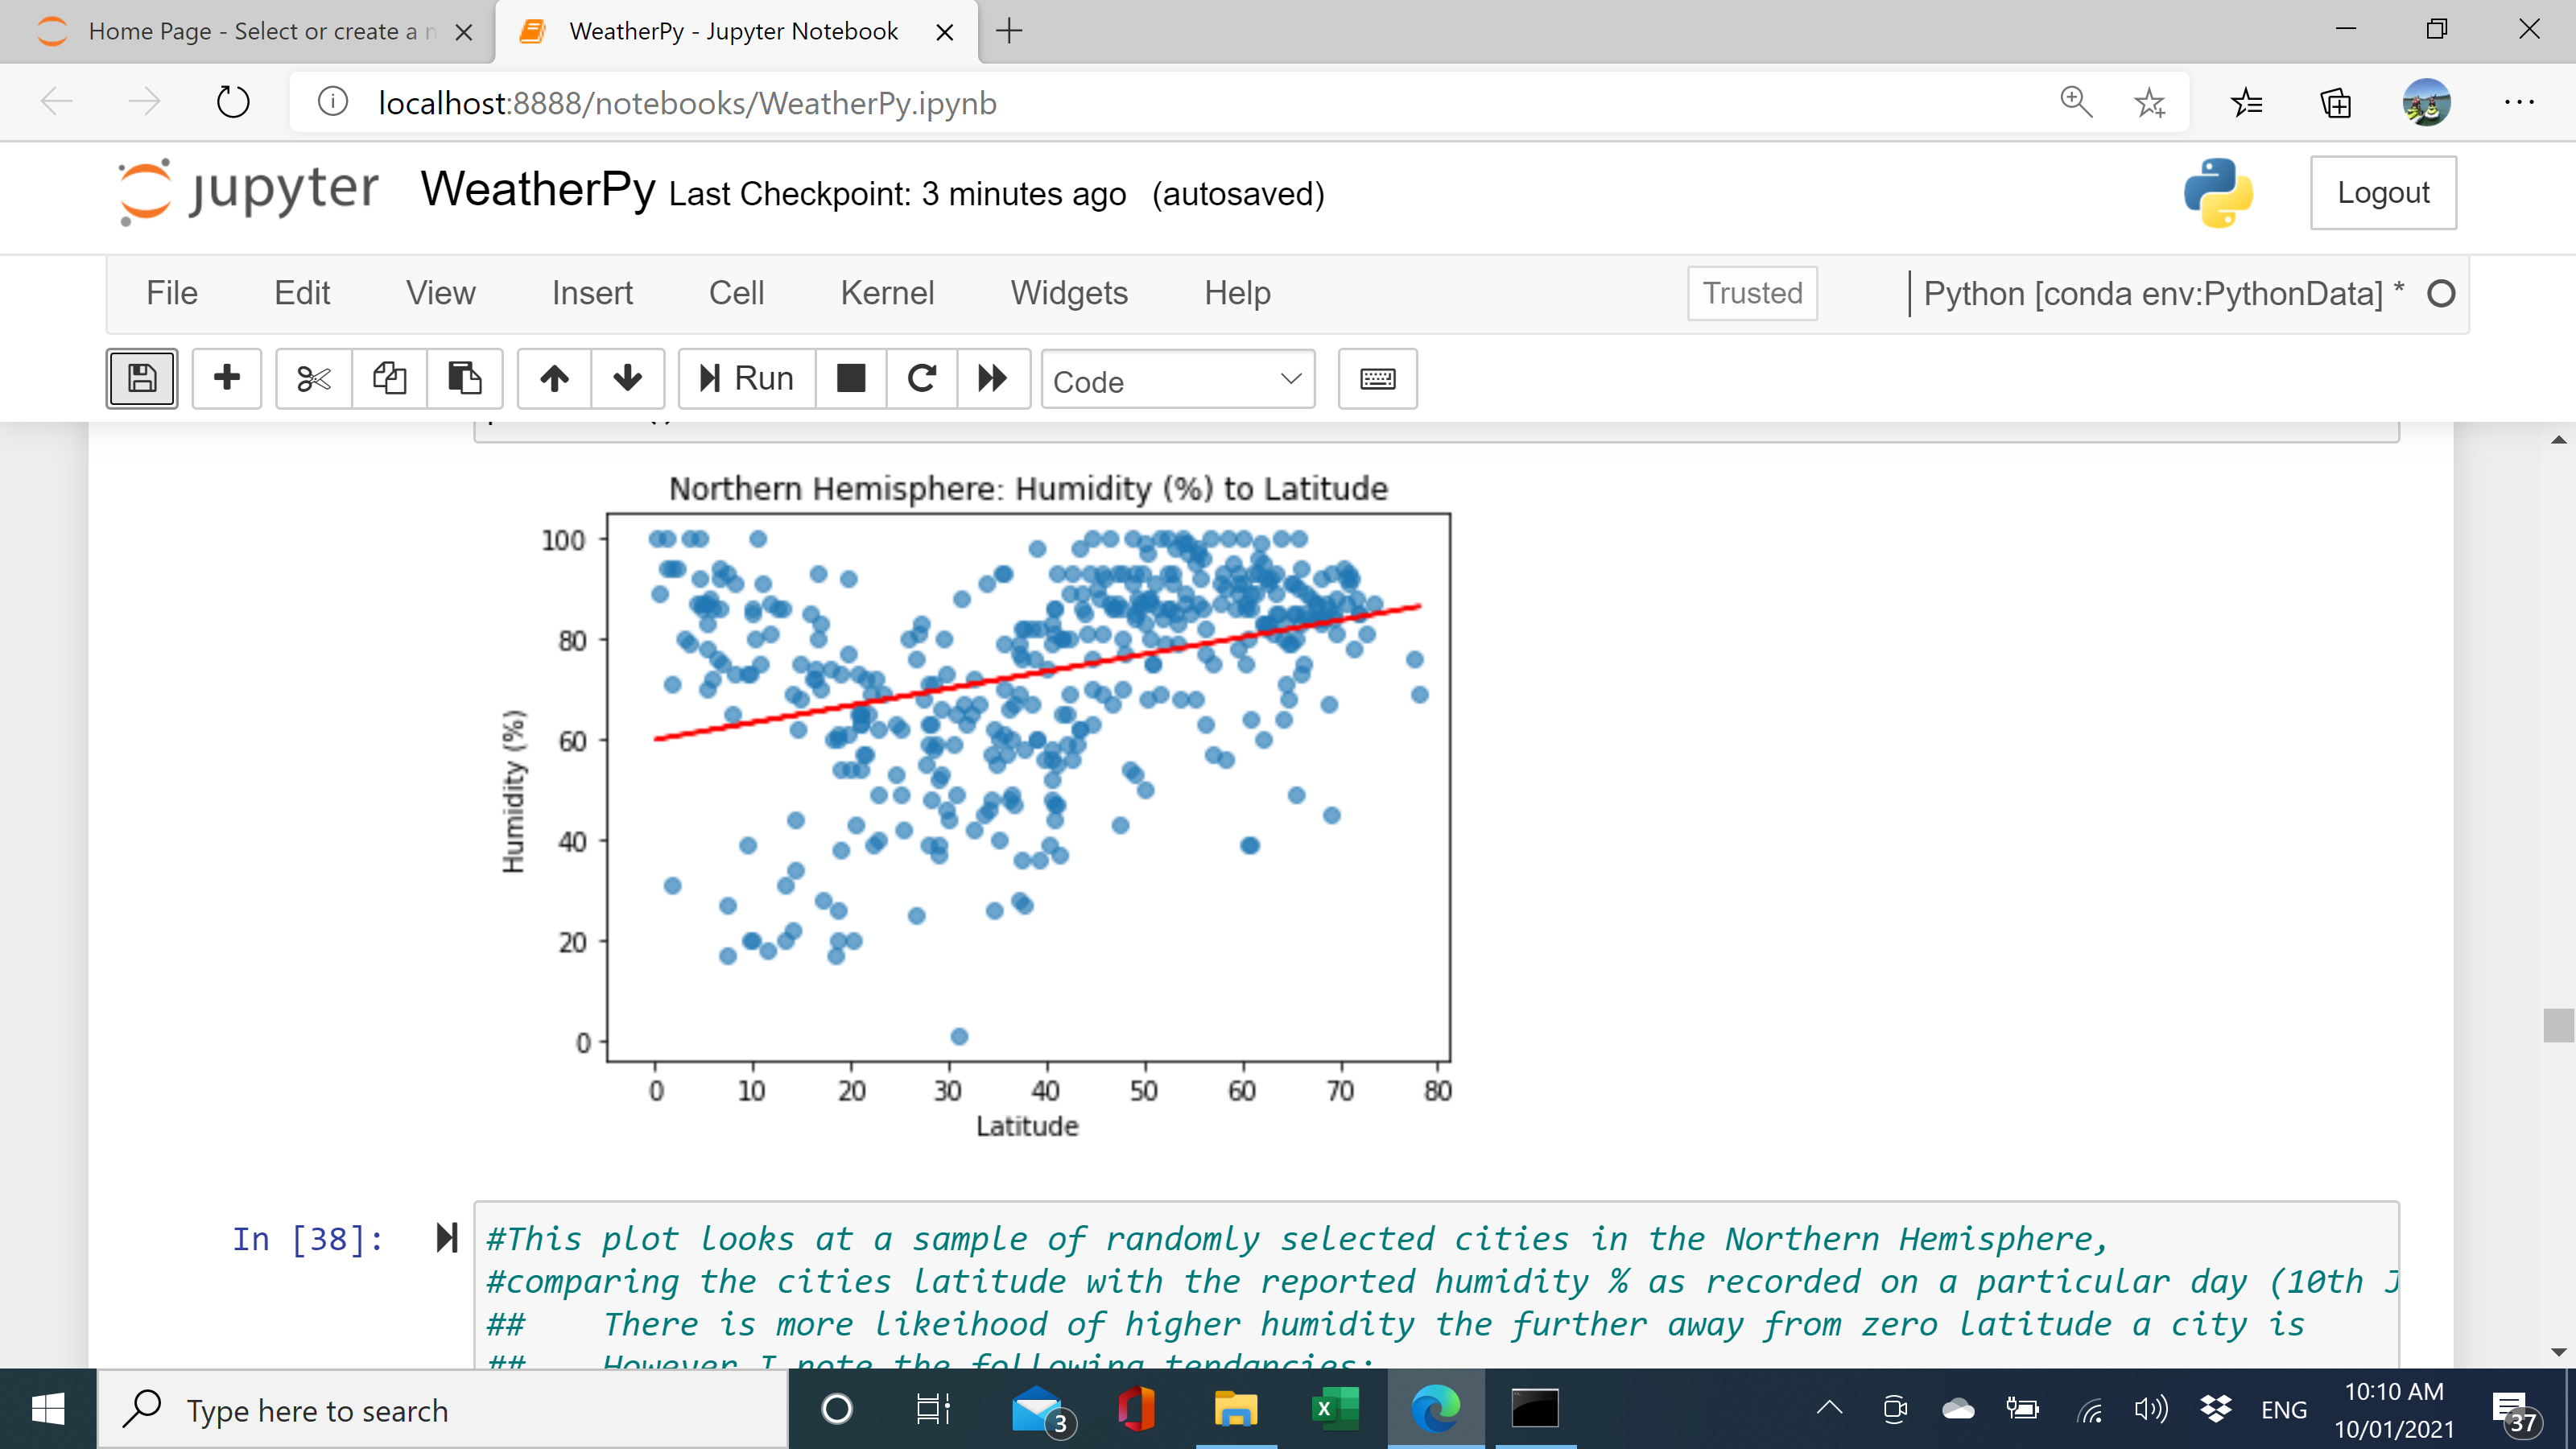 Home Page - Select or create a n
WeatherPy - Jupyter Notebook
localhost:8888/notebooks/WeatherPy.ipynb
jupyter WeatherPy Last Checkpoint: 3 minutes ago (autosaved)
Logout
File Edit View Insert Cell Kernel Widgets Help
Trusted
Python [conda env:PythonData] *
Run
Code
Northern Hemisphere: Humidity (%) to Latitude
Humidity (%)
100
80
60
40
20
0
0 10 20 30 40 50 60 70 80
Latitude
In [38]:
#This plot looks at a sample of randomly selected cities in the Northern Hemisphere,
#comparing the cities latitude with the reported humidity % as recorded on a particular day (10th J
## There is more likeihood of higher humidity the further away from zero latitude a city is
## However I note the following tendancies:
Type here to search
3
ENG
10:10 AM
10/01/2021
37